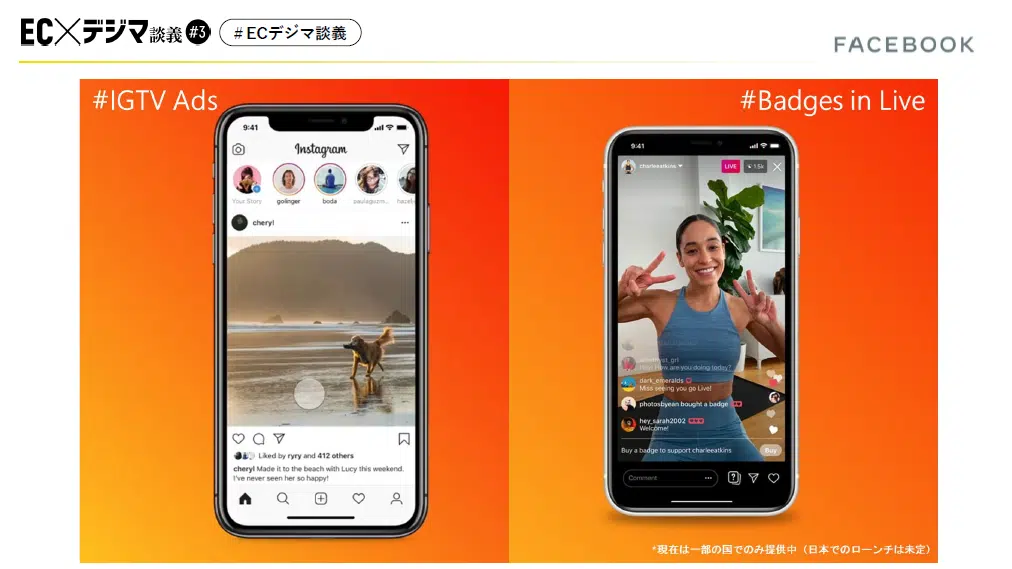 EC×デジマ談義 #3
#ECデジマ談義
FACEBOOK
#IGTV Ads
9:41
Instagram
Your Story
golinger
boda
paulaguzm...
cheryl
Liked by ryry and 412 others
cheryl Made it to the beach with Lucy this weekend.
I've never seen her so happy!
#Badges in Live
9:41
charleeatkins
LIVE
1.5k
Hey! How are you doing today?
dark_emeralds
Miss seeing you go Live!
photosbyean bought a badge
hey_sarah2002
Welcome!
Buy a badge to support charleeatkins
Buy
Comment
*現在は一部の国でのみ提供中（日本でのローンチは未定）